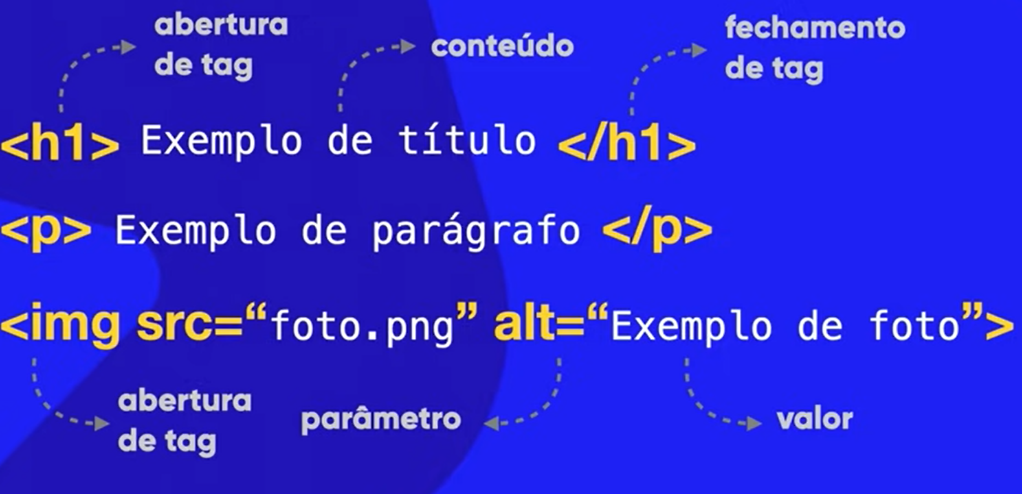 abertura
de tag
conteúdo
fechamento
de tag
<h1> Exemplo de título </h1>
<p> Exemplo de parágrafo </p>
<img src=“foto.png” alt=“Exemplo de foto”>
abertura
de tag
parâmetro
valor